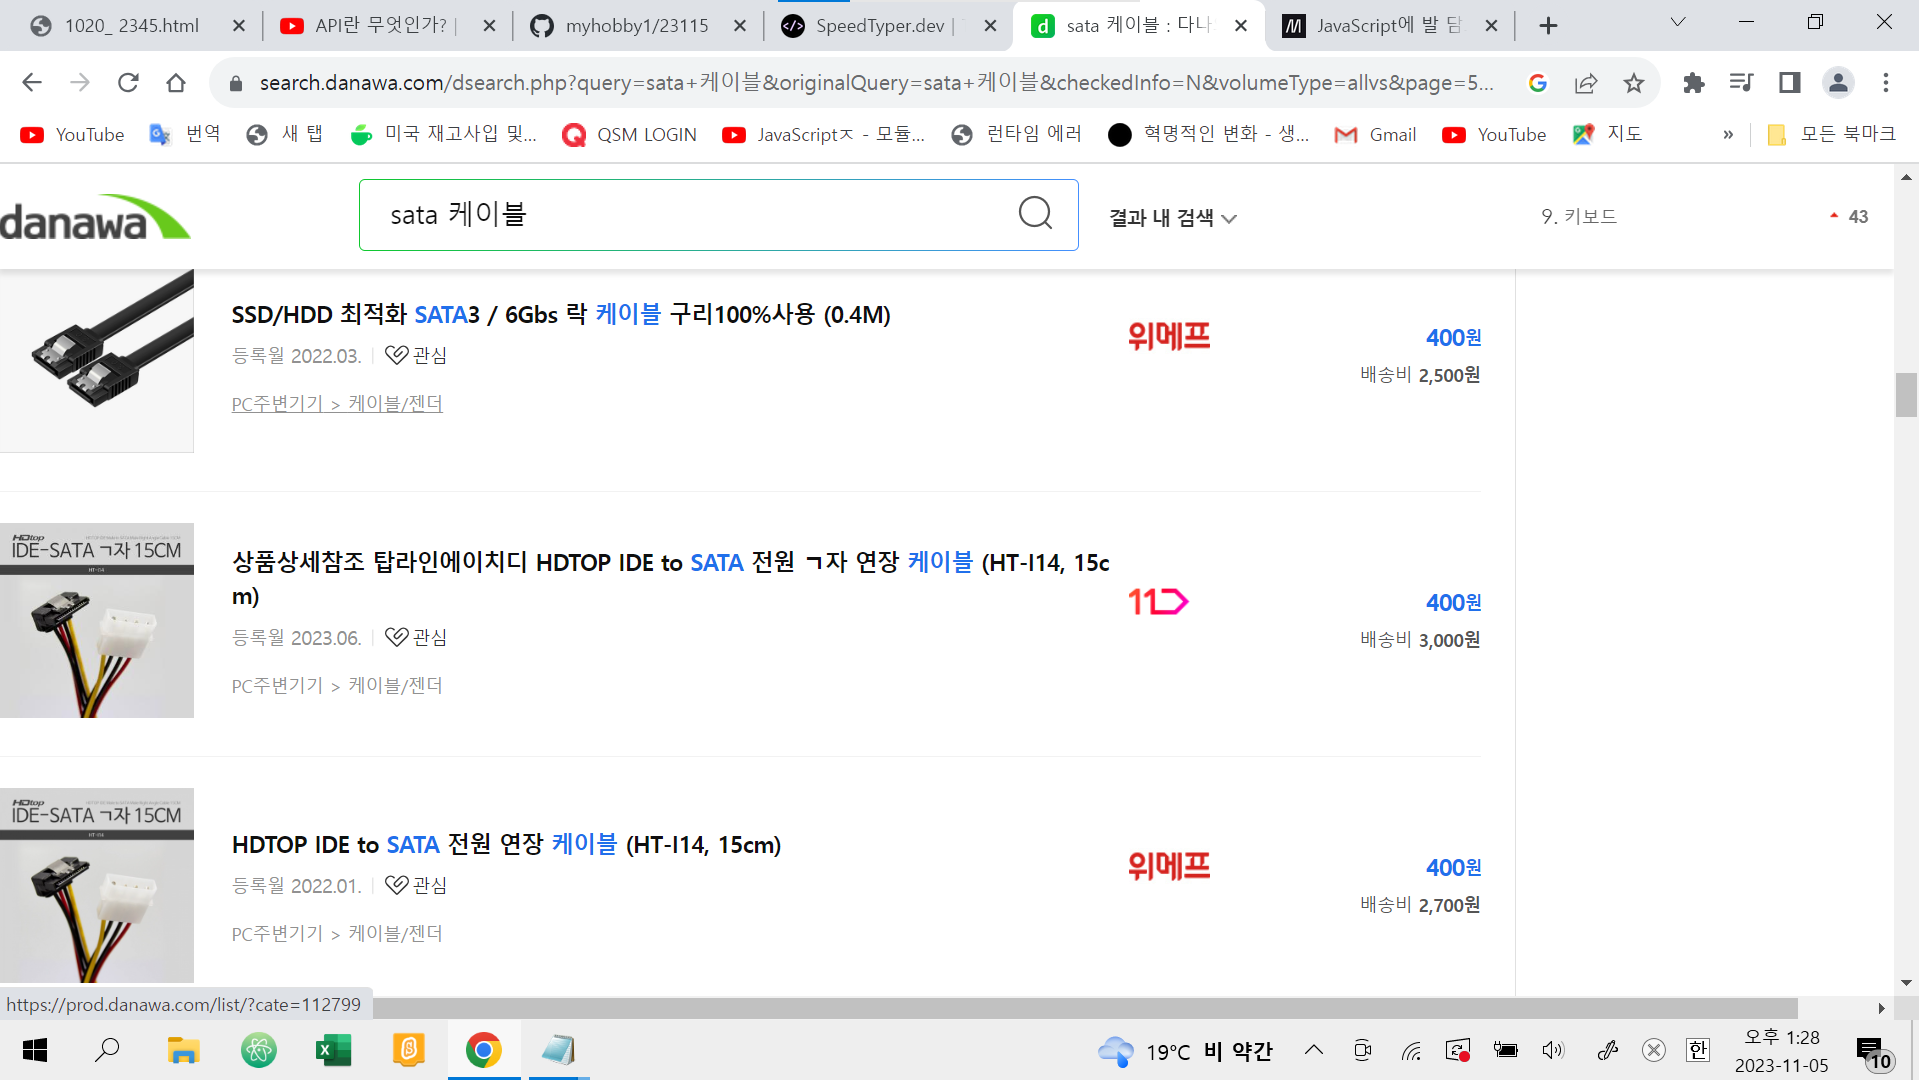 1020_ 2345.html
API란 무엇인가? |
myhobby1/23115
SpeedTyper.dev |
sata 케이블 : 다나
JavaScript에 발 담
search.danawa.com/dsearch.php?query=sata+케이블&originalQuery=sata+케이블&checkedInfo=N&volumeType=allvs&page=5...
YouTube
번역
새 탭
미국 재고사입 및...
QSM LOGIN
JavaScriptㅈ - 모듈...
런타임 에러
혁명적인 변화 - 생...
Gmail
YouTube
지도
»
모든 북마크
danawa
sata 케이블
결과 내 검색
9. 키보드
43
SSD/HDD 최적화 SATA3 / 6Gbs 락 케이블 구리100%사용 (0.4M)
등록월 2022.03.
관심
PC주변기기 > 케이블/젠더
위메프
400원
배송비 2,500원
HDtop
IDE-SATA ㄱ자 15CM
HT-I14
상품상세참조 탑라인에이치디 HDTOP IDE to SATA 전원 ㄱ자 연장 케이블 (HT-I14, 15c
m)
등록월 2023.06.
관심
PC주변기기 > 케이블/젠더
11
400원
배송비 3,000원
HDtop
IDE-SATA ㄱ자 15CM
HT-I14
HDTOP IDE to SATA 전원 연장 케이블 (HT-I14, 15cm)
등록월 2022.01.
관심
PC주변기기 > 케이블/젠더
위메프
400원
배송비 2,700원
https://prod.danawa.com/list/?cate=112799
19°C 비 약간
한
오후 1:28
2023-11-05
10